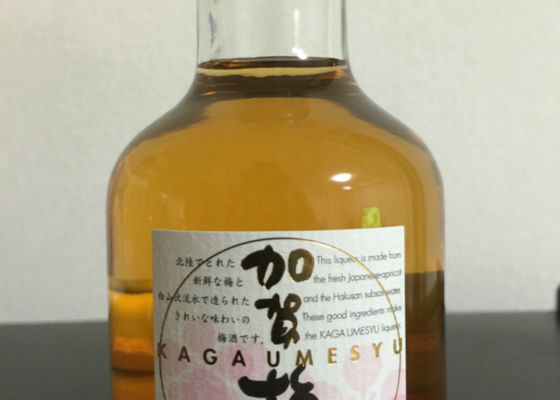 北陸でとれた
新鮮な梅と
白山伏流水で造られた
きれいな味わいの
梅酒です。
加賀梅
This liqueur is made from
the fresh Japanese-apricot
and the Hakusan subsoil water.
These good ingredients make
the KAGA UMESYU liqueur.
KAGA UMESYU